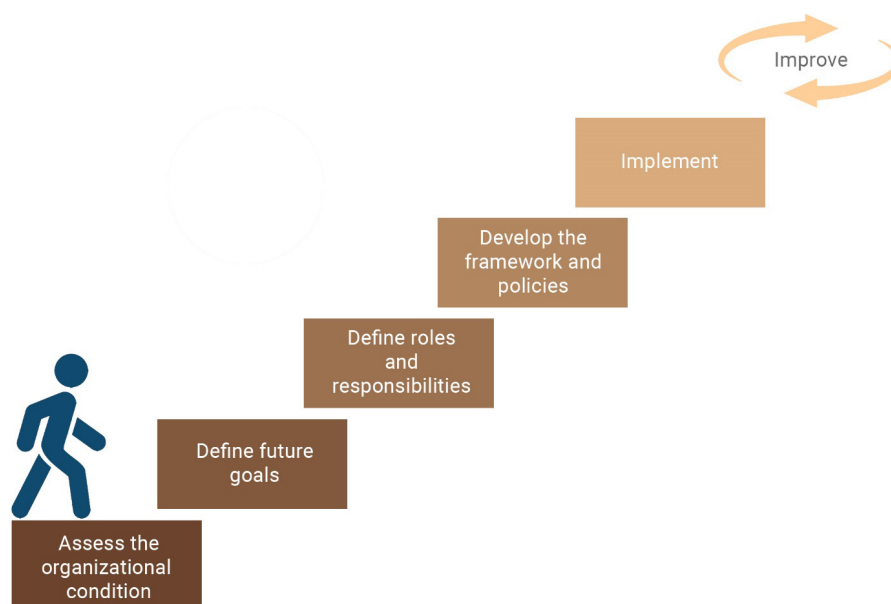 Improve
Implement
Develop the
framework and
policies
Define roles
and
responsibilities
Define future
goals
Assess the
organizational
condition